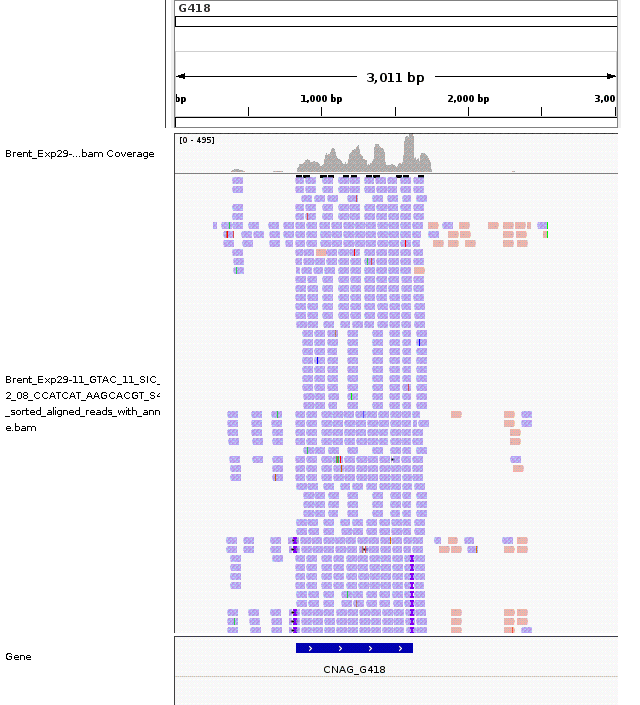 G418
3,011 bp
bp
1,000 bp
2,000 bp
3,00
[0 - 495]
Brent_Exp29-...bam Coverage
Brent_Exp29-11_GTAC_11_SIC_
2_08_CCATCAT_AAGCACGT_S4
_sorted_aligned_reads_with_ann
e.bam
Gene
CNAG_G418